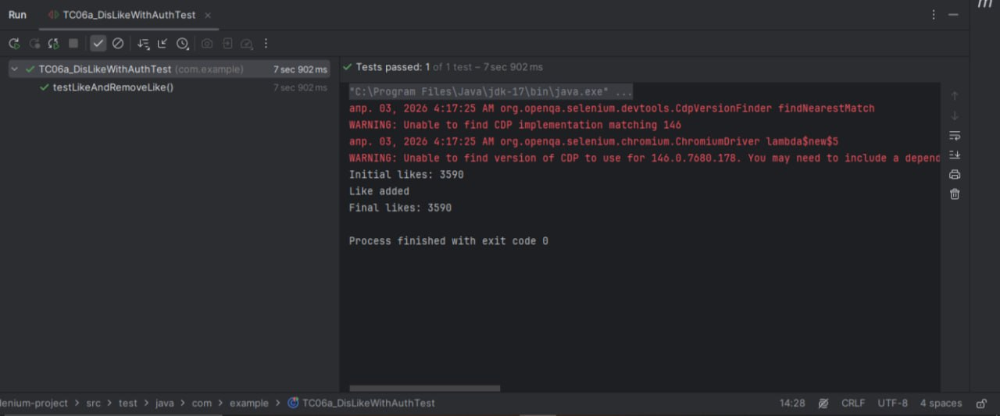 Run
TC06a_DisLikeWithAuthTest
TC06a_DisLikeWithAuthTest (com.example) 7 sec 902 ms
testLikeAndRemoveLike() 7 sec 902 ms
Tests passed: 1 of 1 test – 7 sec 902 ms
"C:\Program Files\Java\jdk-17\bin\java.exe" ...
апр. 03, 2026 4:17:25 AM org.openqa.selenium.devtools.CdpVersionFinder findNearestMatch
WARNING: Unable to find CDP implementation matching 146
апр. 03, 2026 4:17:25 AM org.openqa.selenium.chromium.ChromiumDriver lambda$new$5
WARNING: Unable to find version of CDP to use for 146.0.7680.178. You may need to include a depend
Initial likes: 3590
Like added
Final likes: 3590
Process finished with exit code 0
lenium-project > src > test > java > com > example > TC06a_DisLikeWithAuthTest
14:28 CRLF UTF-8 4 spaces